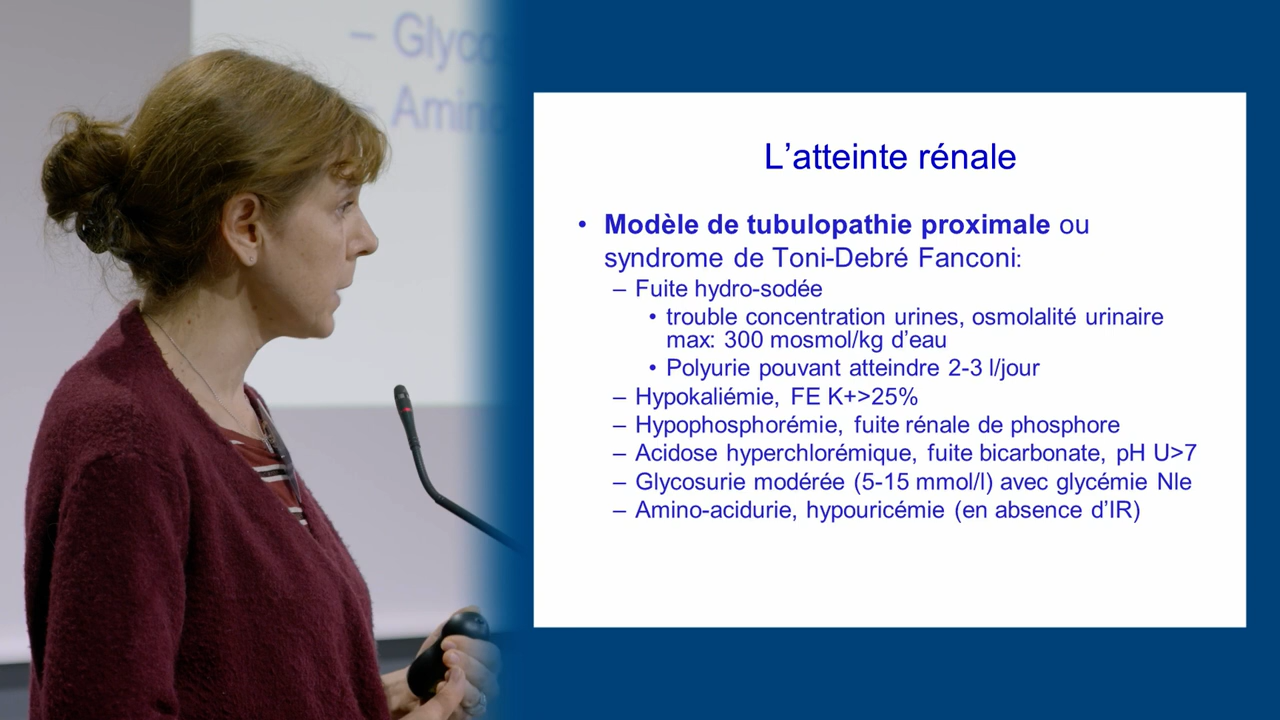 – Glyco
– Amino
L'atteinte rénale
• Modèle de tubulopathie proximale ou
syndrome de Toni-Debré Fanconi:
– Fuite hydro-sodée
• trouble concentration urines, osmolalité urinaire
max: 300 mosmol/kg d'eau
• Polyurie pouvant atteindre 2-3 l/jour
– Hypokaliémie, FE K+>25%
– Hypophosphorémie, fuite rénale de phosphore
– Acidose hyperchlorémique, fuite bicarbonate, pH U>7
– Glycosurie modérée (5-15 mmol/l) avec glycémie Nle
– Amino-acidurie, hypouricémie (en absence d'IR)